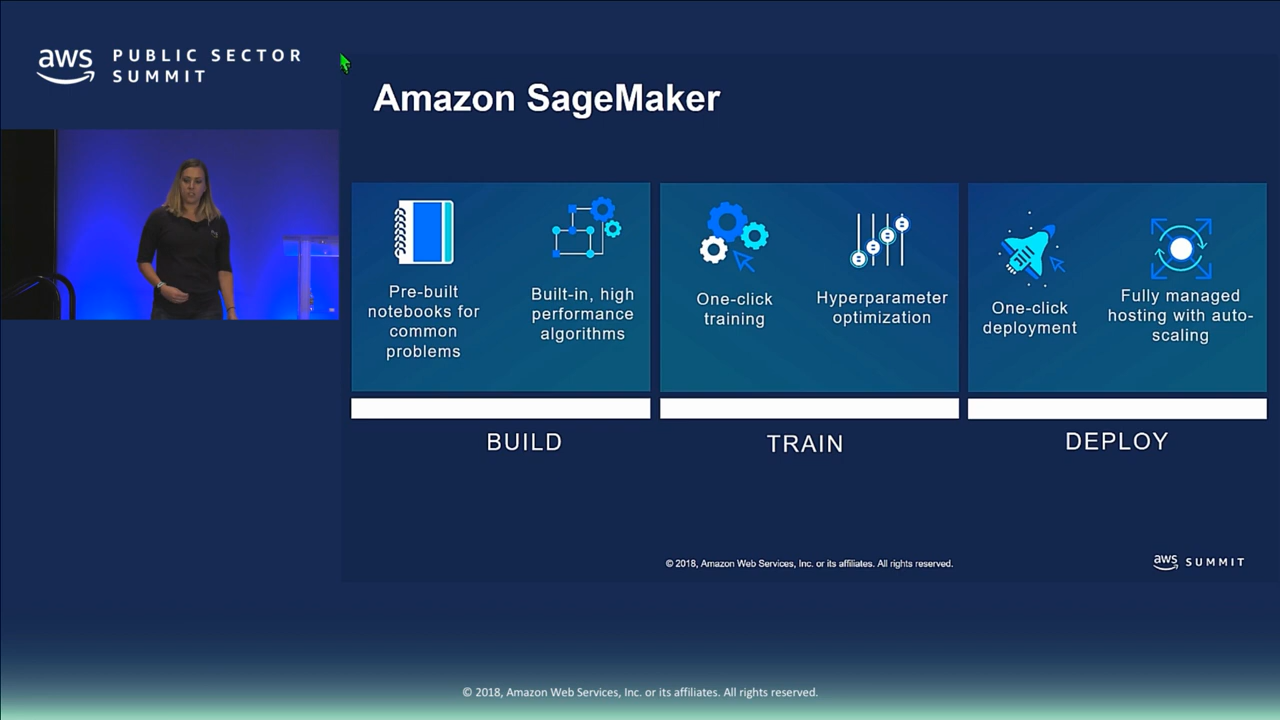 aws
PUBLIC SECTOR
SUMMIT
Amazon SageMaker
Pre-built
notebooks for
common
problems
Built-in, high
performance
algorithms
One-click
training
Hyperparameter
optimization
One-click
deployment
Fully managed
hosting with auto-
scaling
BUILD
TRAIN
DEPLOY
© 2018, Amazon Web Services, Inc. or its affiliates. All rights reserved.
aws SUMMIT
© 2018, Amazon Web Services, Inc. or its affiliates. All rights reserved.